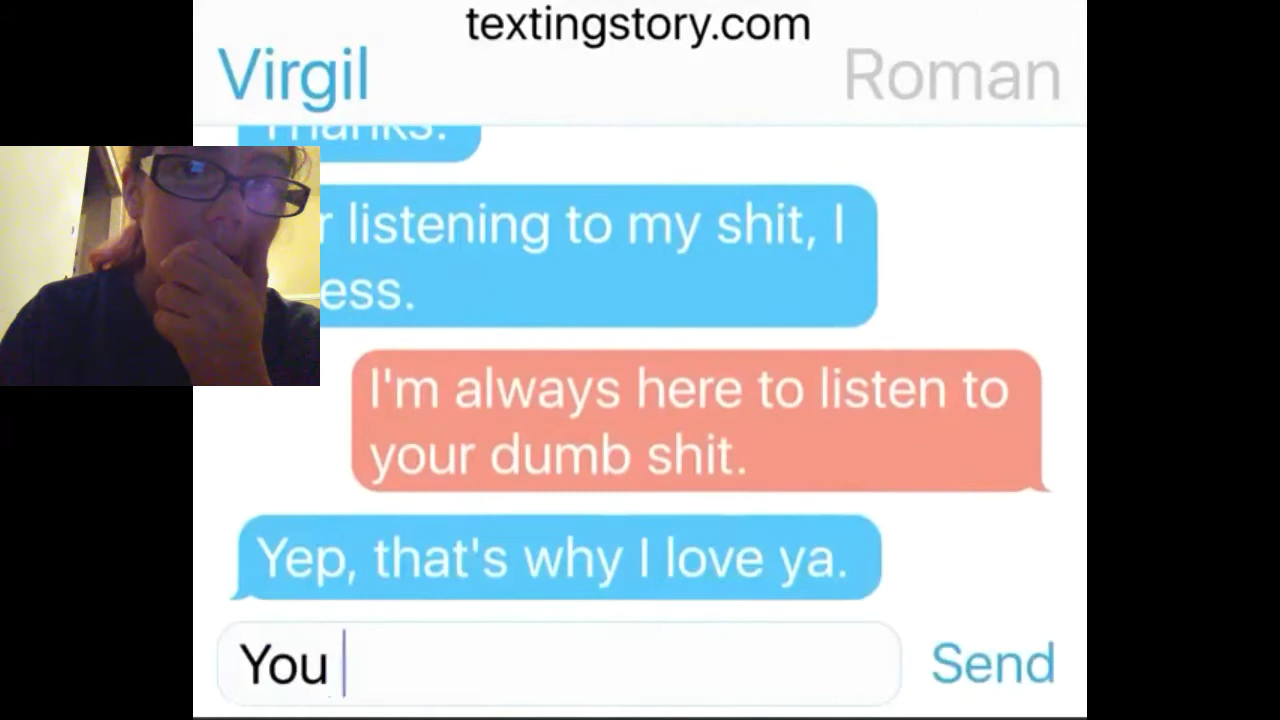 textingstory.com
Virgil
Roman
Thanks.
listening to my shit, I
I'm always here to listen to
your dumb shit.
Yep, that's why I love ya.
You
Send